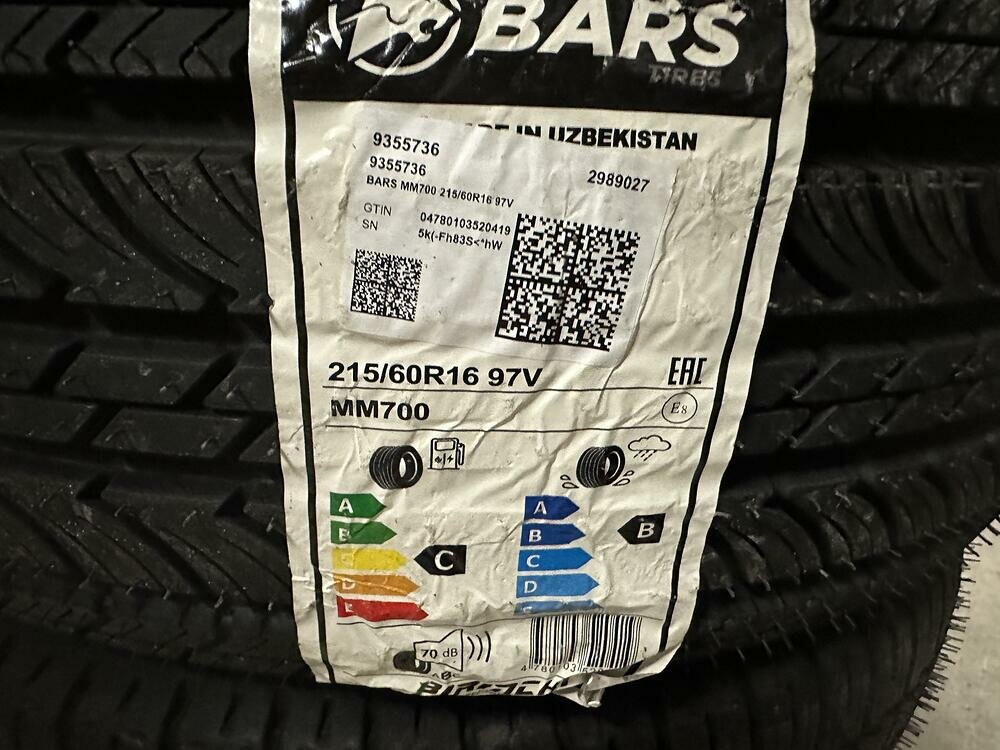 BARS
TIRES
IN UZBEKISTAN
9355736
9355736
2989027
BARS MM700 215/60R16 97V
GTIN 04780103520419
SN 5k(-Fh83S<*hW
215/60R16 97V
EAC
MM700
E8
A A
B B B
C C
D D
E
70 dB